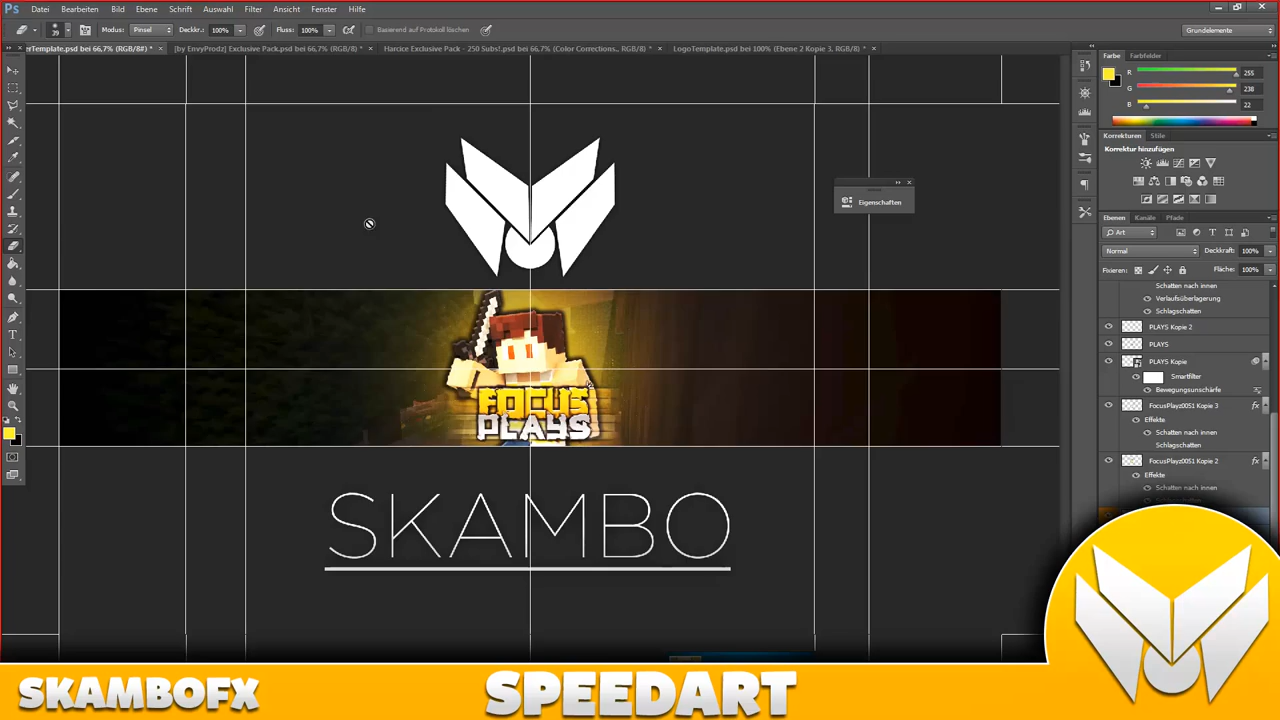 Ps Datei Bearbeiten Bild Ebene Schrift Auswahl Filter Ansicht Fenster Hilfe
39 Modus: Pinsel Deckkr.: 100% Fluss: 100% Basierend auf Protokoll löschen Grundelemente
rTemplate.psd bei 66,7% (RGB/8#) * × [by EnvyProdz] Exclusive Pack.psd bei 66,7% (RGB/8) * × Harcice Exclusive Pack - 250 Subs!.psd bei 66,7% (Color Corrections., RGB/8) * × LogoTemplate.psd bei 100% (Ebene 2 Kopie 3, RGB/8) * ×
Farbe Farbfelder
R 255
G 238
B 22
Korrekturen Stile
Korrektur hinzufügen
Eigenschaften
Ebenen Kanäle Pfade
Art
Normal Deckkraft: 100%
Fixieren: Fläche: 100%
Schatten nach innen
Verlaufsüberlagerung
Schlagschatten
PLAYS Kopie 2
PLAYS
PLAYS Kopie
Smartfilter
Bewegungsunschärfe
FocusPlayz0051 Kopie 3 fx
Effekte
Schatten nach innen
Schlagschatten
FocusPlayz0051 Kopie 2 fx
Effekte
Schatten nach innen
FOCUS
PLAYS
SKAMBO
SKAMBOFX
SPEEDART